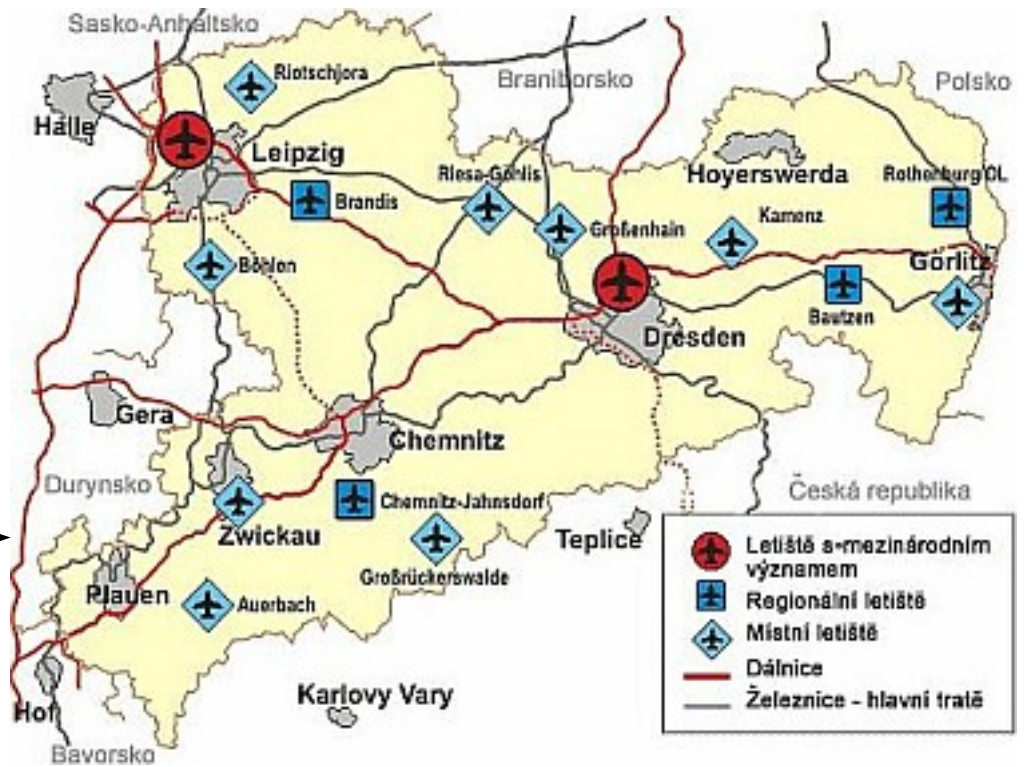 Sasko-Anhaltsko
Riotschjora
Braniborsko
Polsko
Halle
Leipzig
Riesa-Göhlis
Hoyerswerda
Rothenburg/OL
Brandis
Großenhain
Kamenz
Böhlen
Görlitz
Bautzen
Dresden
Gera
Chemnitz
Durynsko
Chemnitz-Jahnsdorf
Česká republika
Zwickau
Teplice
Großrückerswalde
Plauen
Auerbach
Karlovy Vary
Hof
Bavorsko
Letiště s-mezinárodním
významem
Regionální letiště
Místní letiště
Dálnice
Železnice - hlavní tratě